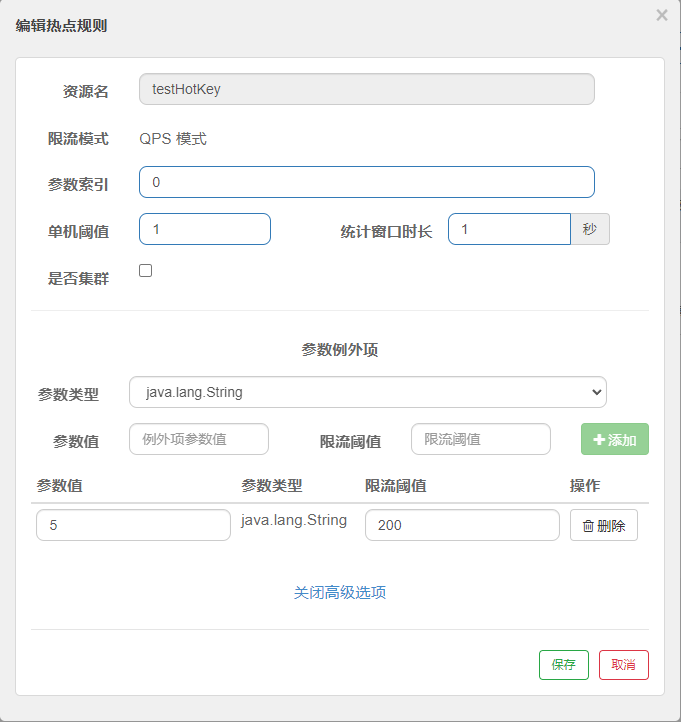 编辑热点规则 ×
资源名 testHotKey
限流模式 QPS 模式
参数索引 0
单机阈值 1 统计窗口时长 1 秒
是否集群
参数例外项
参数类型 java.lang.String
参数值 例外项参数值 限流阈值 限流阈值 添加
参数值 参数类型 限流阈值 操作
5 java.lang.String 200 删除
关闭高级选项
保存 取消